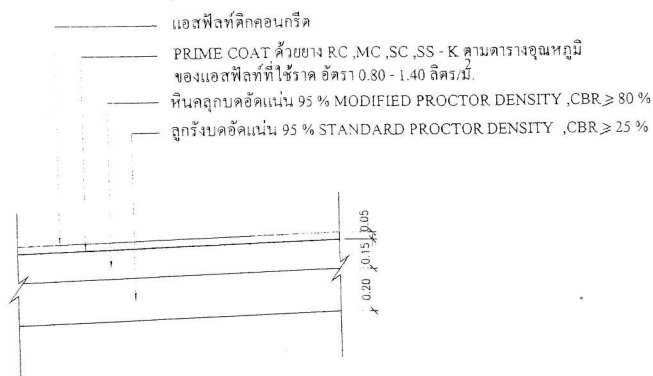 แอสฟัลท์ติกคอนกรีต
PRIME COAT ด้วยยาง RC ,MC ,SC ,SS - K ตามตารางอุณหภูมิ
ของแอสฟัลท์ที่ใช้ราด อัตรา 0.80 - 1.40 ลิตร/ม².
หินคลุกบดอัดแน่น 95 % MODIFIED PROCTOR DENSITY ,CBR ≥ 80 %
ลูกรังบดอัดแน่น 95 % STANDARD PROCTOR DENSITY ,CBR ≥ 25 %
0.05
0.15
0.20